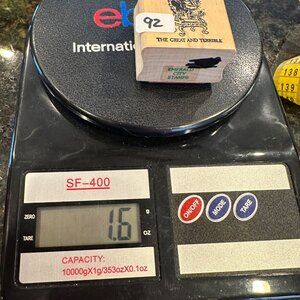 eb
Internation
92
THE GREAT AND TERRIBLE
EMERALD
CITY
STAMPS
138
139
SF-400
ZERO
TARE
1.6
g
oz
ON/OFF
MODE
TARE
CAPACITY:
10000gX1g/353ozX0.1oz